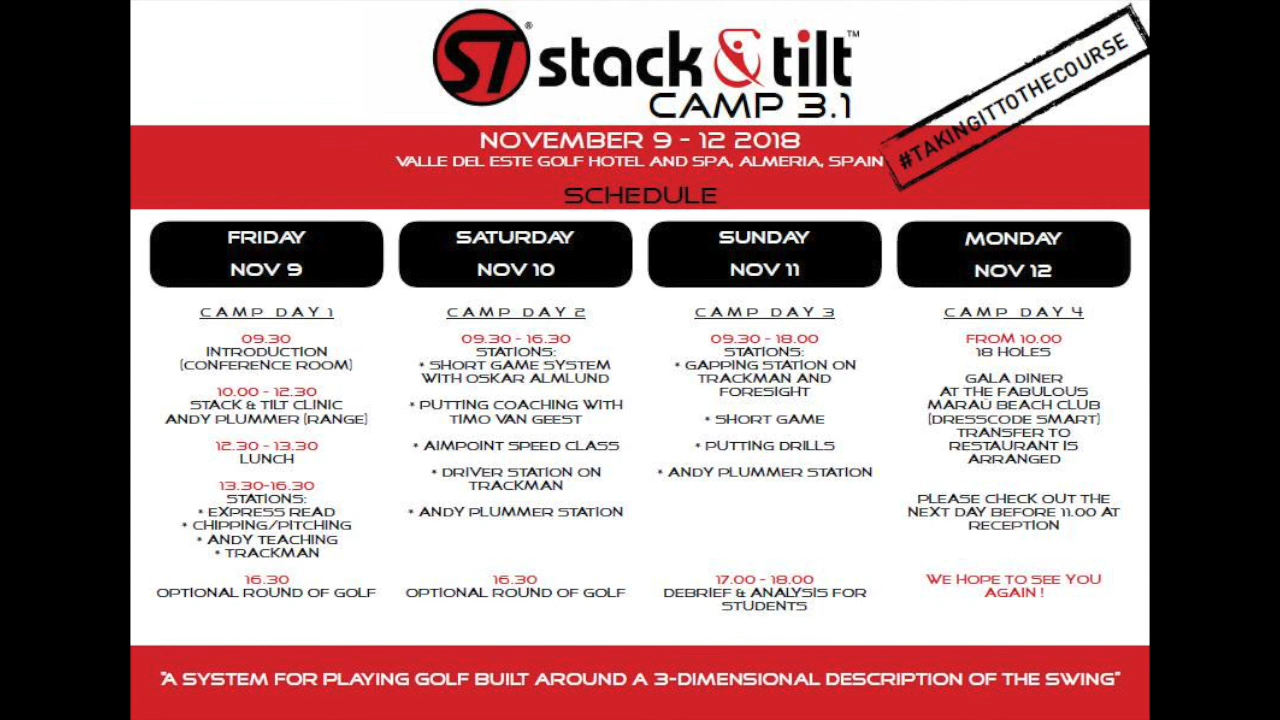 ST® stack & tilt™
CAMP 3.1
#TAKINGITTOTHECOURSE
NOVEMBER 9 - 12 2018
VALLE DEL ESTE GOLF HOTEL AND SPA, ALMERIA, SPAIN
SCHEDULE
FRIDAY
NOV 9
CAMP DAY 1
09.30
INTRODUCTION
(CONFERENCE ROOM)
10.00 - 12.30
STACK & TILT CLINIC
ANDY PLUMMER (RANGE)
12.30 - 13.30
LUNCH
13.30-16.30
STATIONS:
* EXPRESS READ
* CHIPPING/PITCHING
* ANDY TEACHING
* TRACKMAN
16.30
OPTIONAL ROUND OF GOLF
SATURDAY
NOV 10
CAMP DAY 2
09.30 - 16.30
STATIONS:
* SHORT GAME SYSTEM
WITH OSKAR ALMLUND
* PUTTING COACHING WITH
TIMO VAN GEEST
* AIMPOINT SPEED CLASS
* DRIVER STATION ON
TRACKMAN
* ANDY PLUMMER STATION
16.30
OPTIONAL ROUND OF GOLF
SUNDAY
NOV 11
CAMP DAY 3
09.30 - 18.00
STATIONS:
* GAPPING STATION ON
TRACKMAN AND
FORESIGHT
* SHORT GAME
* PUTTING DRILLS
* ANDY PLUMMER STATION
17.00 - 18.00
DEBRIEF & ANALYSIS FOR
STUDENTS
MONDAY
NOV 12
CAMP DAY 4
FROM 10.00
18 HOLES
GALA DINER
AT THE FABULOUS
MARAÚ BEACH CLUB
(DRESSCODE SMART)
TRANSFER TO
RESTAURANT IS
ARRANGED
PLEASE CHECK OUT THE
NEXT DAY BEFORE 11.00 AT
RECEPTION
WE HOPE TO SEE YOU
AGAIN !
"A SYSTEM FOR PLAYING GOLF BUILT AROUND A 3-DIMENSIONAL DESCRIPTION OF THE SWING"